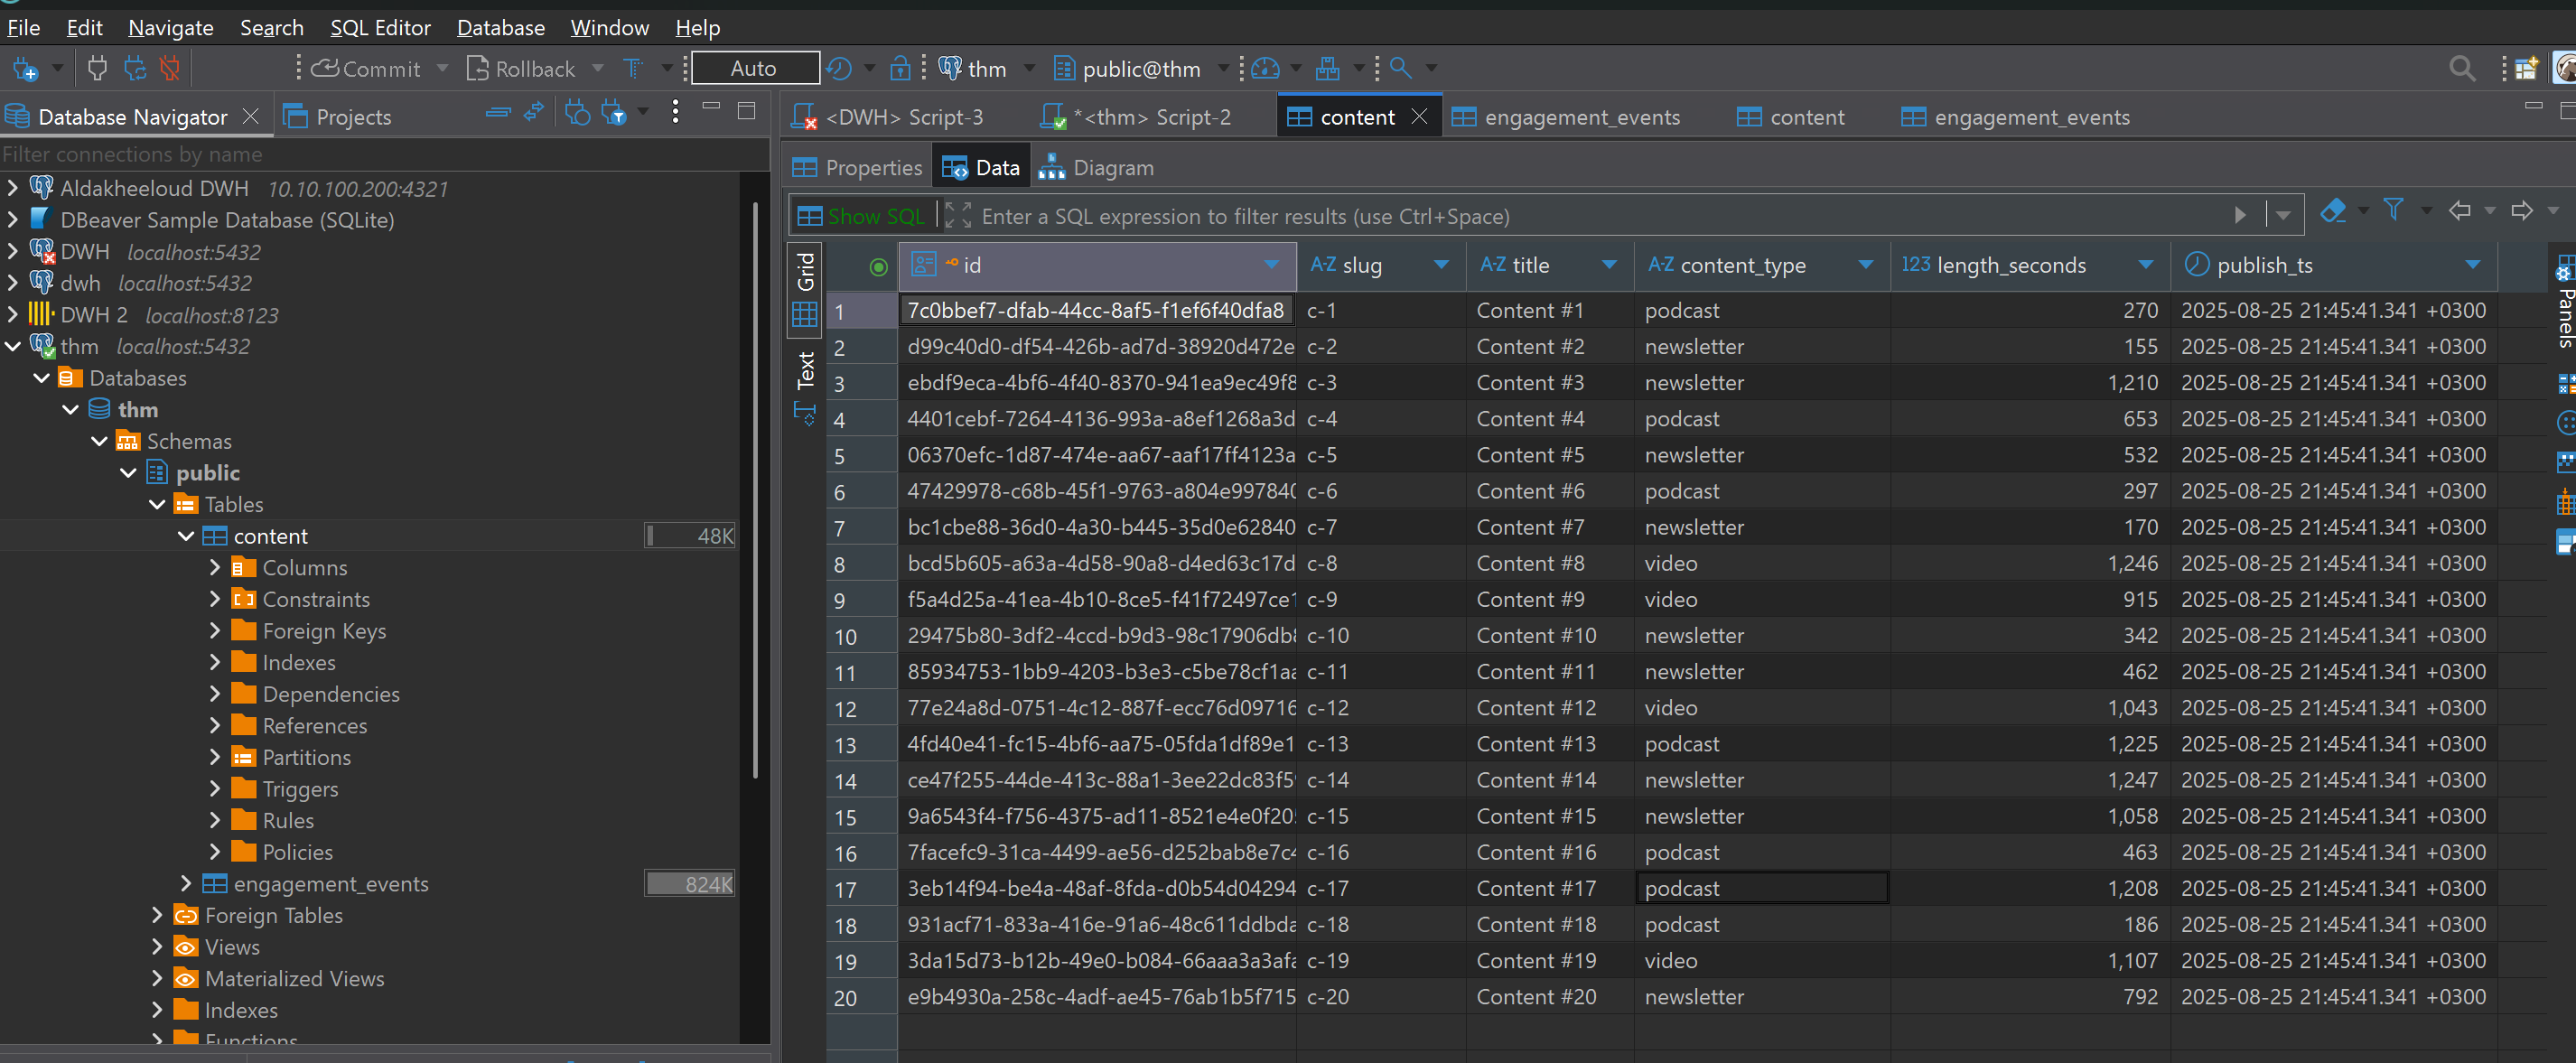 File Edit Navigate Search SQL Editor Database Window Help
Commit Rollback Auto thm public@thm
Database Navigator Projects
Filter connections by name
Aldakheeloud DWH 10.10.100.200:4321
DBeaver Sample Database (SQLite)
DWH localhost:5432
dwh localhost:5432
DWH 2 localhost:8123
thm localhost:5432
Databases
thm
Schemas
public
Tables
content 48K
Columns
Constraints
Foreign Keys
Indexes
Dependencies
References
Partitions
Triggers
Rules
Policies
engagement_events 824K
Foreign Tables
Views
Materialized Views
Indexes
Functions
<DWH> Script-3 *<thm> Script-2 content engagement_events content engagement_events
Properties Data Diagram
Show SQL Enter a SQL expression to filter results (use Ctrl+Space)
Grid
Text
Panels
id A-Z slug A-Z title A-Z content_type 123 length_seconds publish_ts
1 7c0bbef7-dfab-44cc-8af5-f1ef6f40dfa8 c-1 Content #1 podcast 270 2025-08-25 21:45:41.341 +0300
2 d99c40d0-df54-426b-ad7d-38920d472e c-2 Content #2 newsletter 155 2025-08-25 21:45:41.341 +0300
3 ebdf9eca-4bf6-4f40-8370-941ea9ec49f8 c-3 Content #3 newsletter 1,210 2025-08-25 21:45:41.341 +0300
4 4401cebf-7264-4136-993a-a8ef1268a3d c-4 Content #4 podcast 653 2025-08-25 21:45:41.341 +0300
5 06370efc-1d87-474e-aa67-aaf17ff4123a c-5 Content #5 newsletter 532 2025-08-25 21:45:41.341 +0300
6 47429978-c68b-45f1-9763-a804e997840 c-6 Content #6 podcast 297 2025-08-25 21:45:41.341 +0300
7 bc1cbe88-36d0-4a30-b445-35d0e62840 c-7 Content #7 newsletter 170 2025-08-25 21:45:41.341 +0300
8 bcd5b605-a63a-4d58-90a8-d4ed63c17d c-8 Content #8 video 1,246 2025-08-25 21:45:41.341 +0300
9 f5a4d25a-41ea-4b10-8ce5-f41f72497ce1 c-9 Content #9 video 915 2025-08-25 21:45:41.341 +0300
10 29475b80-3df2-4ccd-b9d3-98c17906db8 c-10 Content #10 newsletter 342 2025-08-25 21:45:41.341 +0300
11 85934753-1bb9-4203-b3e3-c5be78cf1aa c-11 Content #11 newsletter 462 2025-08-25 21:45:41.341 +0300
12 77e24a8d-0751-4c12-887f-ecc76d09716 c-12 Content #12 video 1,043 2025-08-25 21:45:41.341 +0300
13 4fd40e41-fc15-4bf6-aa75-05fda1df89e1 c-13 Content #13 podcast 1,225 2025-08-25 21:45:41.341 +0300
14 ce47f255-44de-413c-88a1-3ee22dc83f59 c-14 Content #14 newsletter 1,247 2025-08-25 21:45:41.341 +0300
15 9a6543f4-f756-4375-ad11-8521e4e0f205 c-15 Content #15 newsletter 1,058 2025-08-25 21:45:41.341 +0300
16 7facefc9-31ca-4499-ae56-d252bab8e7c4 c-16 Content #16 podcast 463 2025-08-25 21:45:41.341 +0300
17 3eb14f94-be4a-48af-8fda-d0b54d04294 c-17 Content #17 podcast 1,208 2025-08-25 21:45:41.341 +0300
18 931acf71-833a-416e-91a6-48c611ddbda c-18 Content #18 podcast 186 2025-08-25 21:45:41.341 +0300
19 3da15d73-b12b-49e0-b084-66aaa3a3afa c-19 Content #19 video 1,107 2025-08-25 21:45:41.341 +0300
20 e9b4930a-258c-4adf-ae45-76ab1b5f715 c-20 Content #20 newsletter 792 2025-08-25 21:45:41.341 +0300